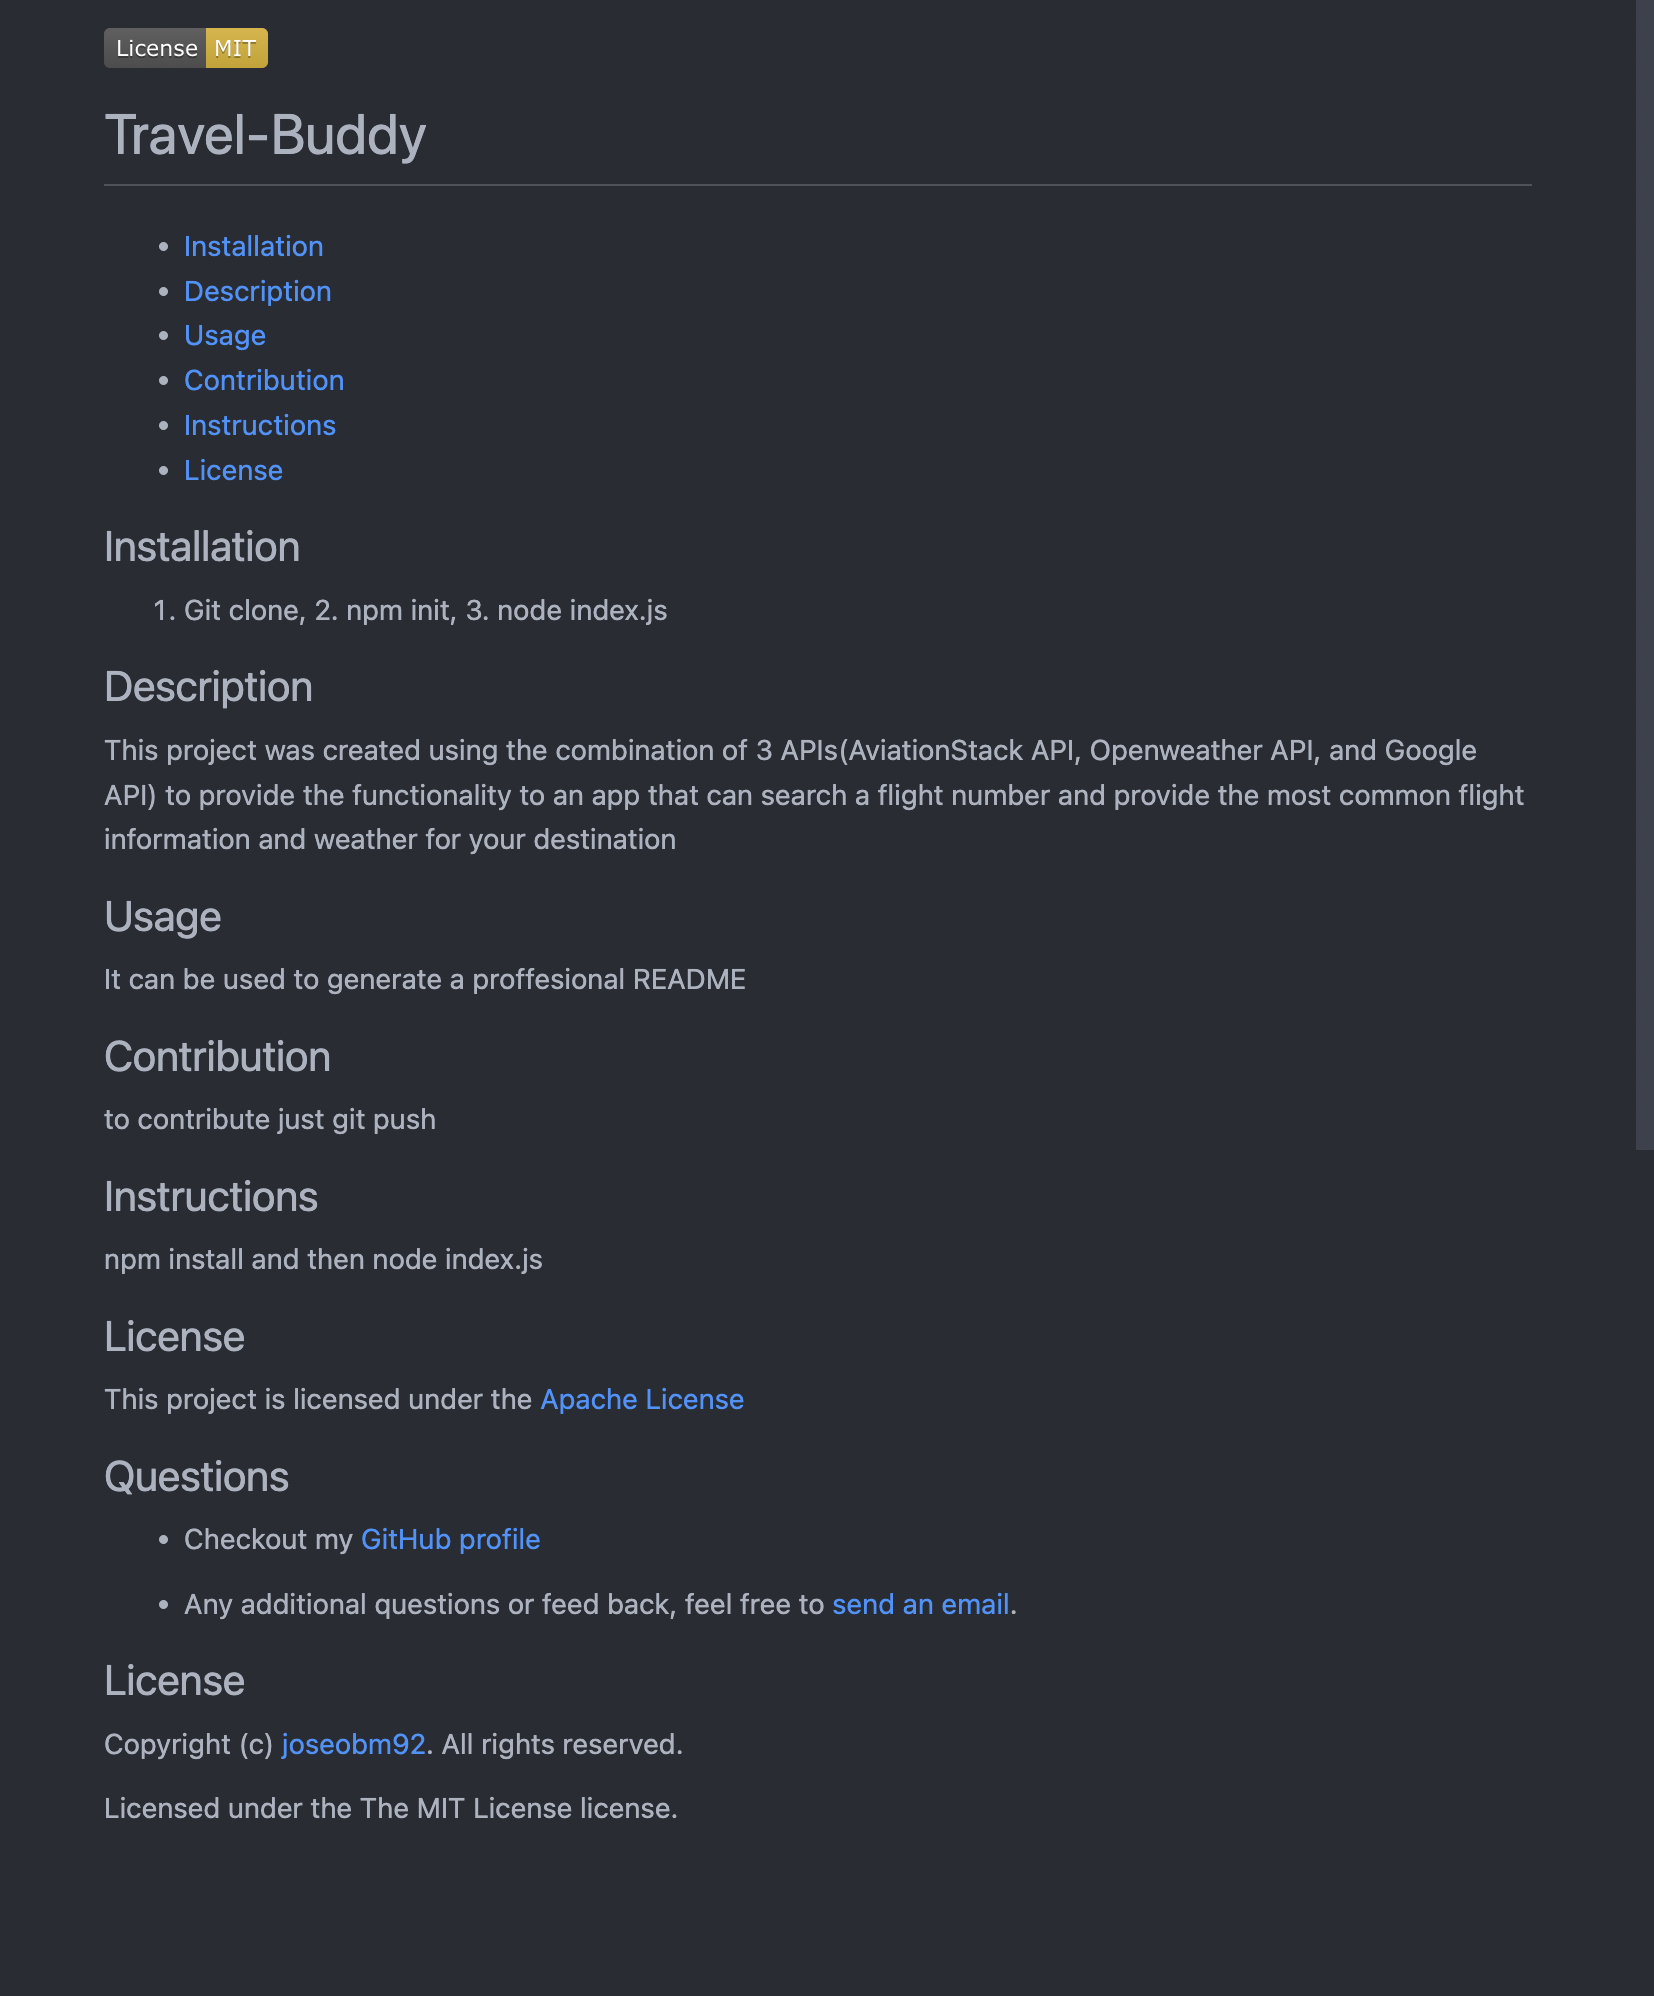 License MIT
Travel-Buddy
• Installation
• Description
• Usage
• Contribution
• Instructions
• License
Installation
1. Git clone, 2. npm init, 3. node index.js
Description
This project was created using the combination of 3 APIs(AviationStack API, Openweather API, and Google
API) to provide the functionality to an app that can search a flight number and provide the most common flight
information and weather for your destination
Usage
It can be used to generate a proffesional README
Contribution
to contribute just git push
Instructions
npm install and then node index.js
License
This project is licensed under the Apache License
Questions
• Checkout my GitHub profile
• Any additional questions or feed back, feel free to send an email.
License
Copyright (c) joseobm92. All rights reserved.
Licensed under the The MIT License license.